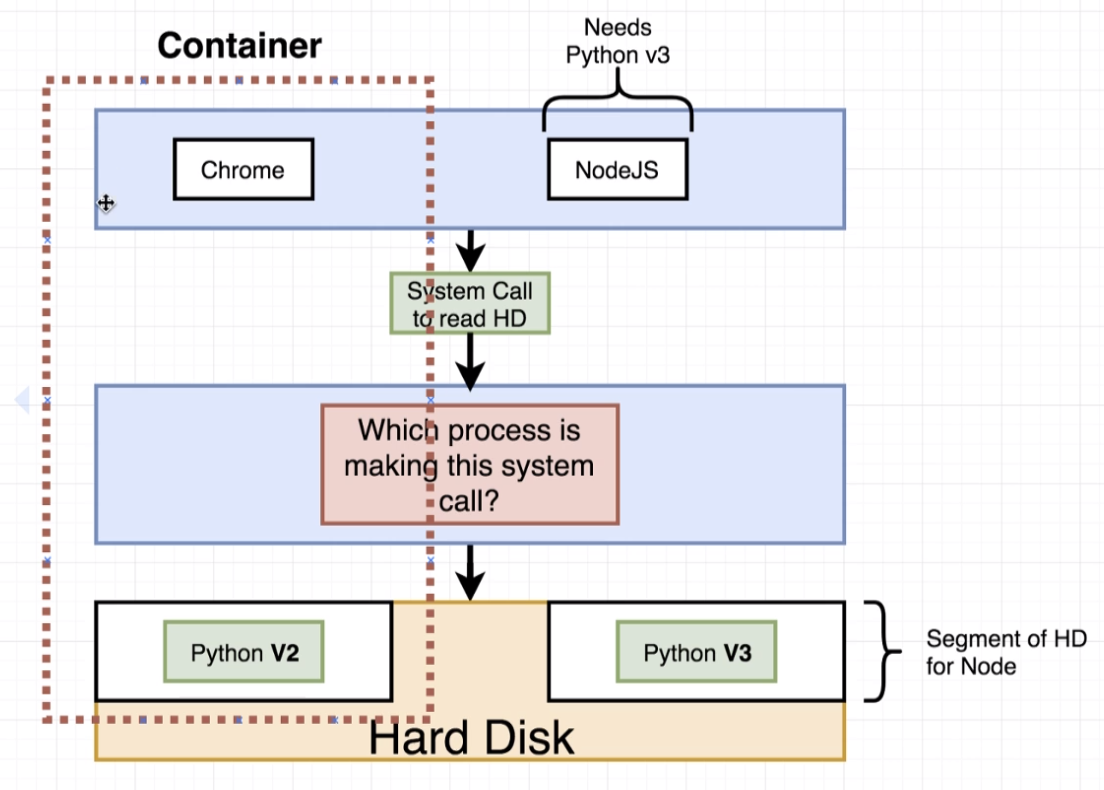 Container
Needs
Python v3
Chrome
NodeJS
System Call
to read HD
Which process is
making this system
call?
Python V2
Python V3
Segment of HD
for Node
Hard Disk